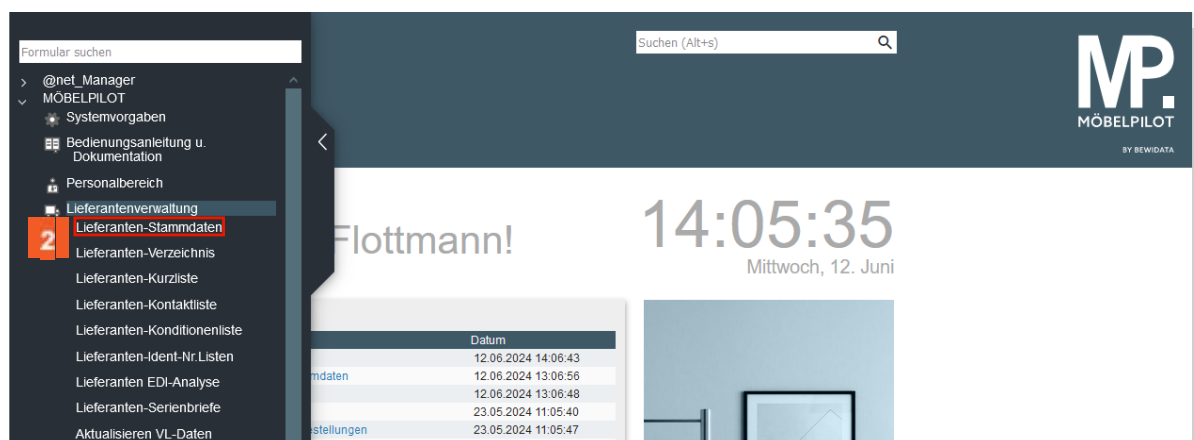 Formular suchen
@net_Manager
MÖBELPILOT
Systemvorgaben
Bedienungsanleitung u.
Dokumentation
Personalbereich
Lieferantenverwaltung
2
Lieferanten-Stammdaten
Lieferanten-Verzeichnis
Lieferanten-Kurzliste
Lieferanten-Kontaktliste
Lieferanten-Konditionenliste
Lieferanten-Ident-Nr.Listen
Lieferanten EDI-Analyse
Lieferanten-Serienbriefe
Aktualisieren VL-Daten
Suchen (Alt+s)
MP.
MÖBELPILOT
BY BEWIDATA
Flottmann!
14:05:35
Mittwoch, 12. Juni
Datum
12.06.2024 14:06:43
mdaten 12.06.2024 13:06:56
12.06.2024 13:06:48
23.05.2024 11:05:40
estellungen 23.05.2024 11:05:47